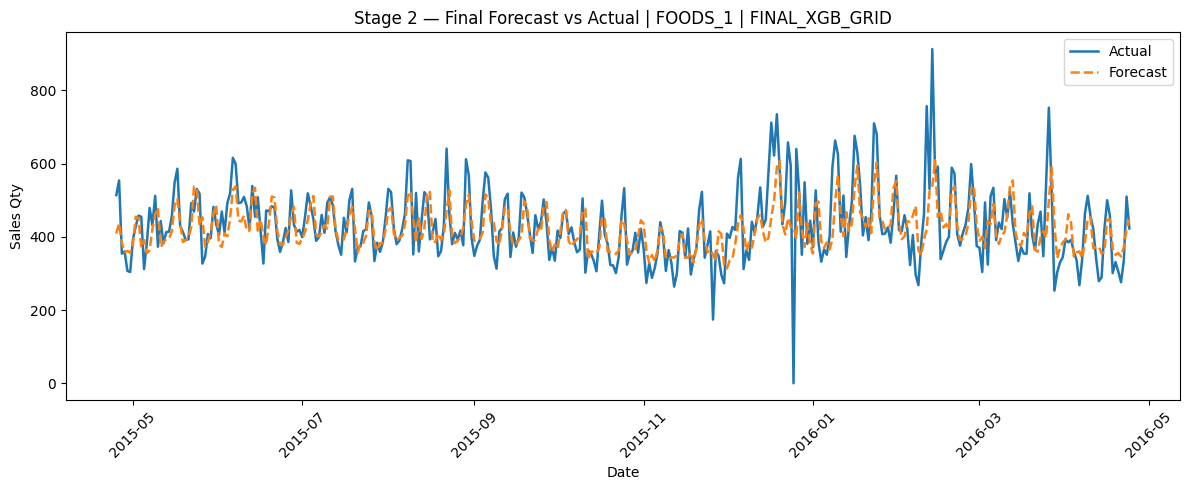 Stage 2 — Final Forecast vs Actual | FOODS_1 | FINAL_XGB_GRID
Actual
Forecast
Sales Qty
800
600
400
200
0
2015-05
2015-07
2015-09
2015-11
2016-01
2016-03
2016-05
Date